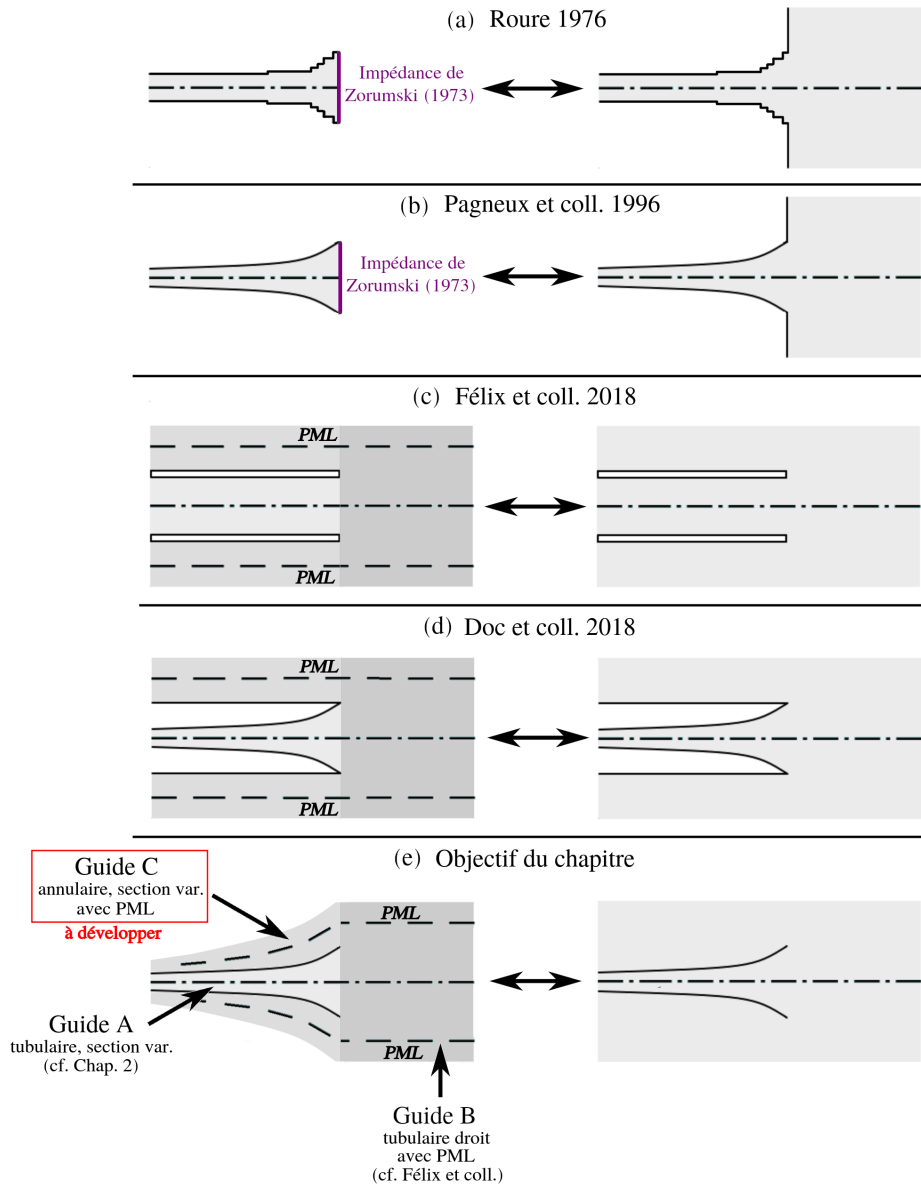 (a) Roure 1976
Impédance de
Zorumski (1973)
(b) Pagneux et coll. 1996
Impédance de
Zorumski (1973)
(c) Félix et coll. 2018
PML
PML
(d) Doc et coll. 2018
PML
PML
(e) Objectif du chapitre
Guide C
annulaire, section var.
avec PML
à développer
PML
Guide A
tubulaire, section var.
(cf. Chap. 2)
PML
Guide B
tubulaire droit
avec PML
(cf. Félix et coll.)